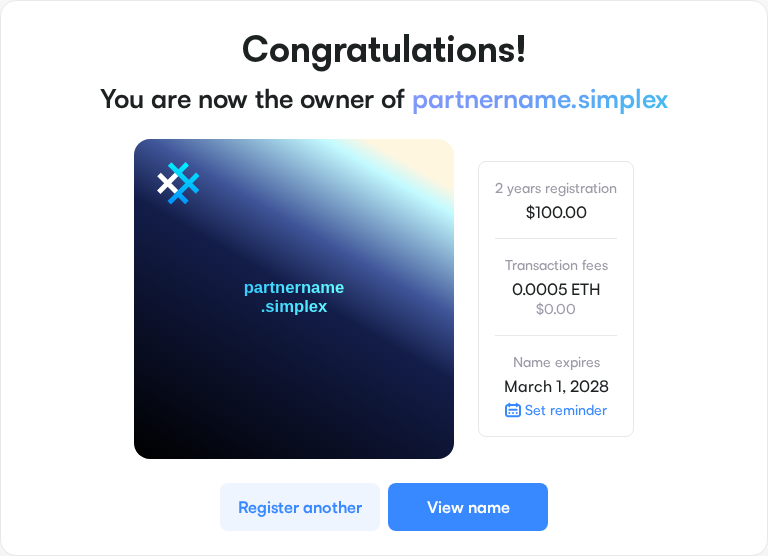 Congratulations!
You are now the owner of partnername.simplex
partnername
.simplex
2 years registration
$100.00
Transaction fees
0.0005 ETH
$0.00
Name expires
March 1, 2028
Set reminder
Register another
View name